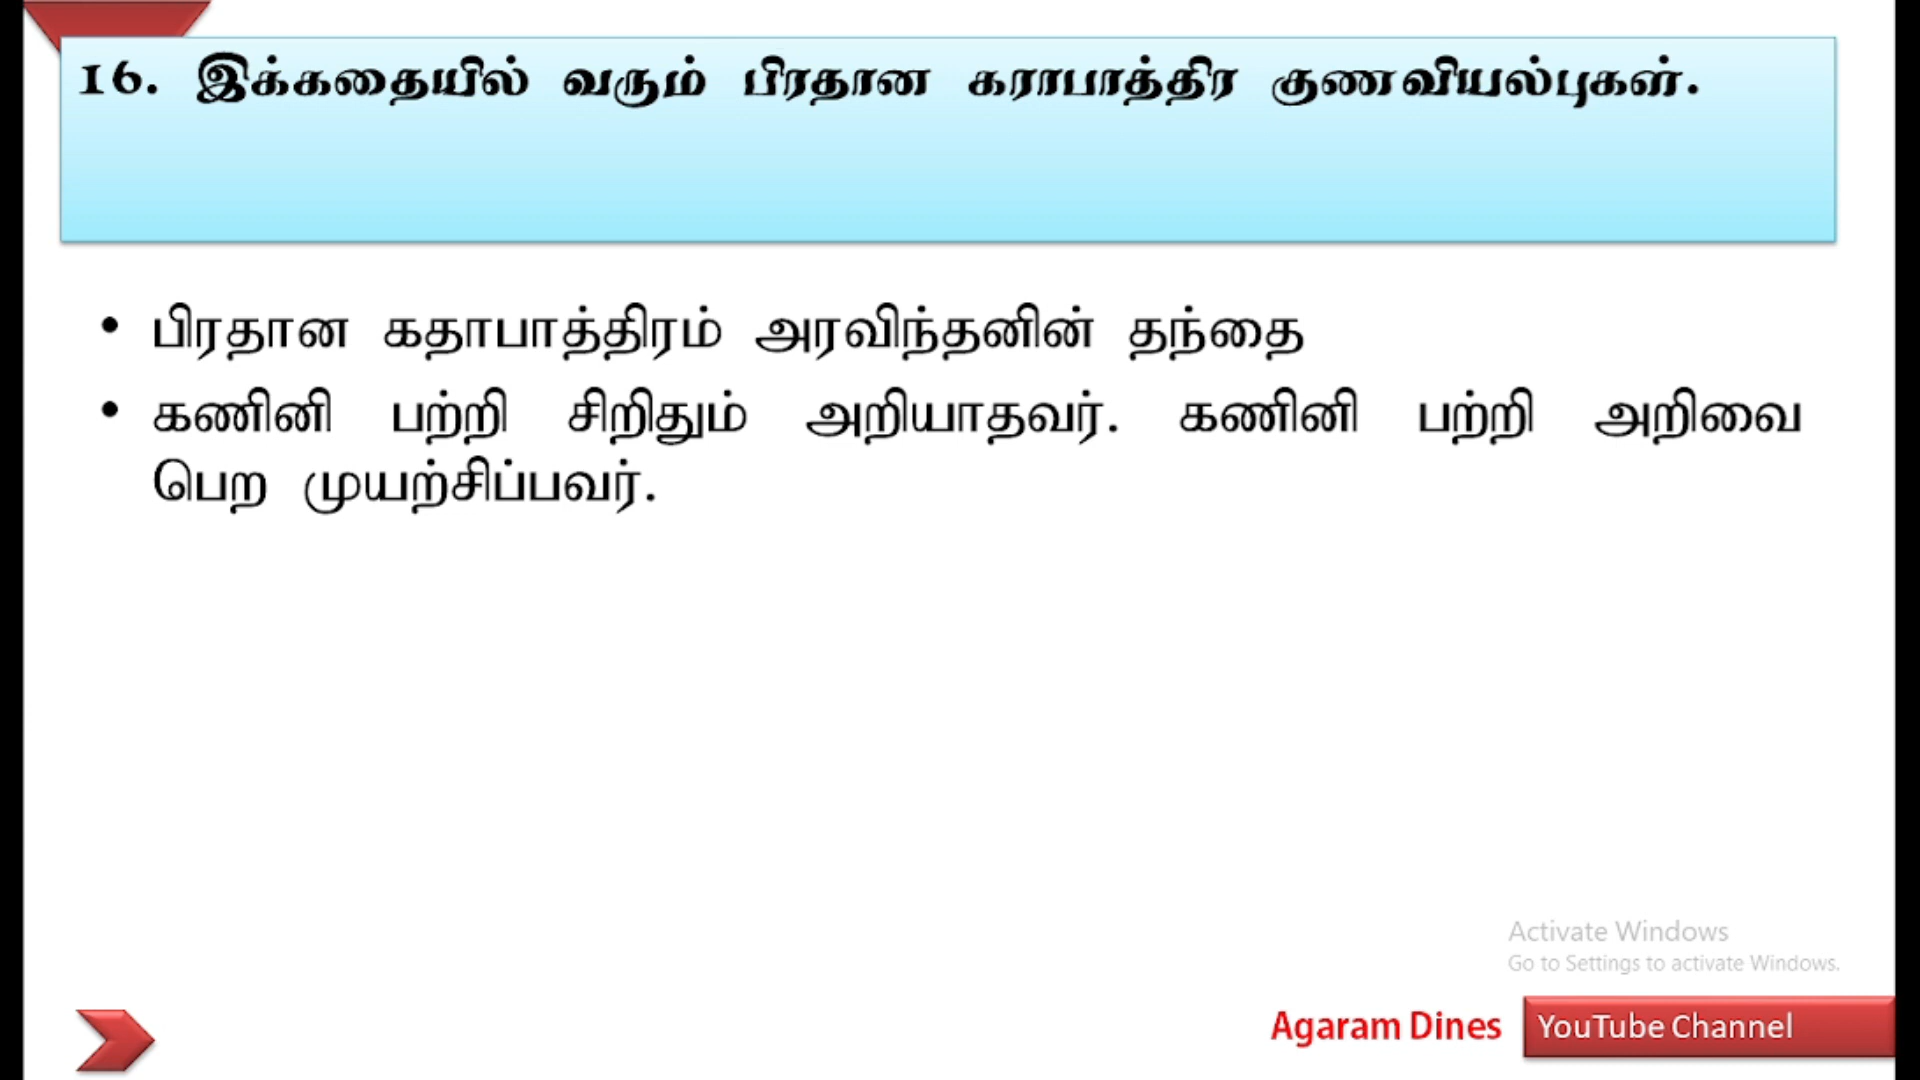 16. இக்கதையில் வரும் பிரதான கராபாத்திர குணவியல்புகள்.
• பிரதான கதாபாத்திரம் அரவிந்தனின் தந்தை
• கணினி பற்றி சிறிதும் அறியாதவர். கணினி பற்றி அறிவை
பெற முயற்சிப்பவர்.
Activate Windows
Go to Settings to activate Windows.
Agaram Dines YouTube Channel